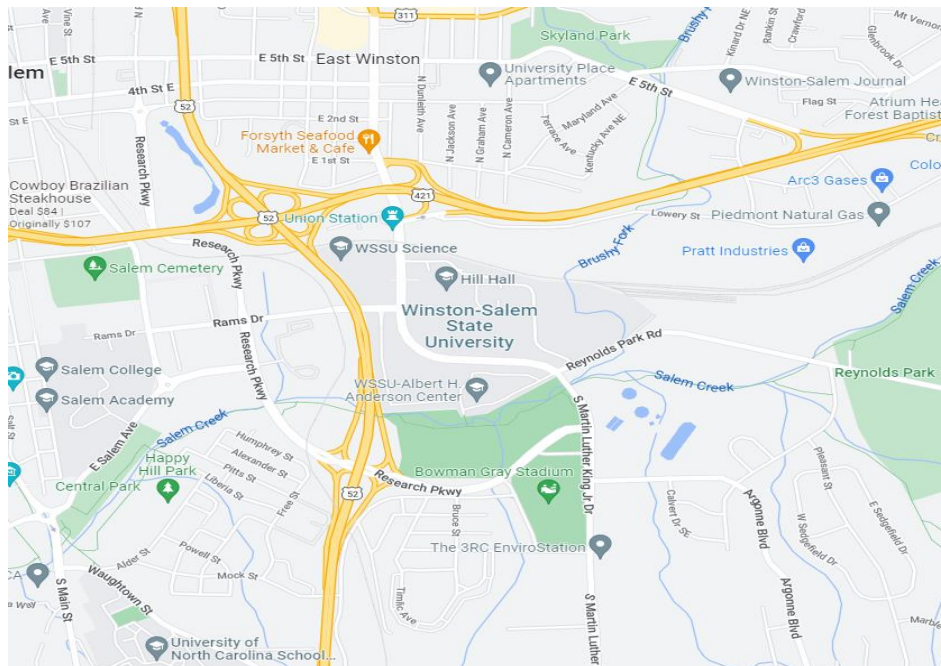 311
Skyland Park
Brushy Fork
Kinard Dr NE
Rankin St
Crawford
Mt Vernon
Glenbrook Dr
Vine St
E 5th St
E 5th St
East Winston
University Place
Apartments
E 5th St
Winston-Salem Journal
lem
4th St E
52
N Dunleith Ave
N Jackson Ave
N Graham Ave
N Cameron Ave
Maryland Ave
Terrace Ave
Kentucky Ave NE
Flag St
Atrium Hea
Forest Baptist
E 2nd St
Forsyth Seafood
Market & Cafe
E 1st St
Research Pkwy
Cowboy Brazilian
Steakhouse
Deal $84 |
Originally $107
421
52
Union Station
Lowery St
Arc3 Gases
Colo
Piedmont Natural Gas
Pratt Industries
Brushy Fork
Research Pkwy
WSSU Science
Salem Cemetery
Hill Hall
Salem Creek
Winston-Salem
State
University
Rams Dr
Rams Dr
Research Pkwy
Reynolds Park Rd
Reynolds Park
Salem College
Salem Academy
WSSU-Albert H.
Anderson Center
Salem Creek
Salem Creek
E Salem Ave
S Martin Luther King Jr Dr
Humphrey St
Alexander St
Pitts St
Liberia St
Free St
Happy
Hill Park
Central Park
52
Research Pkwy
Bowman Gray Stadium
Pleasant St
Calvert Dr SE
Argonne Blvd
W Sedgefield Dr
E Sedgefield Dr
Bruce St
The 3RC EnviroStation
Alder St
Powell St
Mock St
Waughtown St
S Main St
CA
Timlic Ave
S Martin Luther
Argonne Blvd
Marble
University of
North Carolina School...